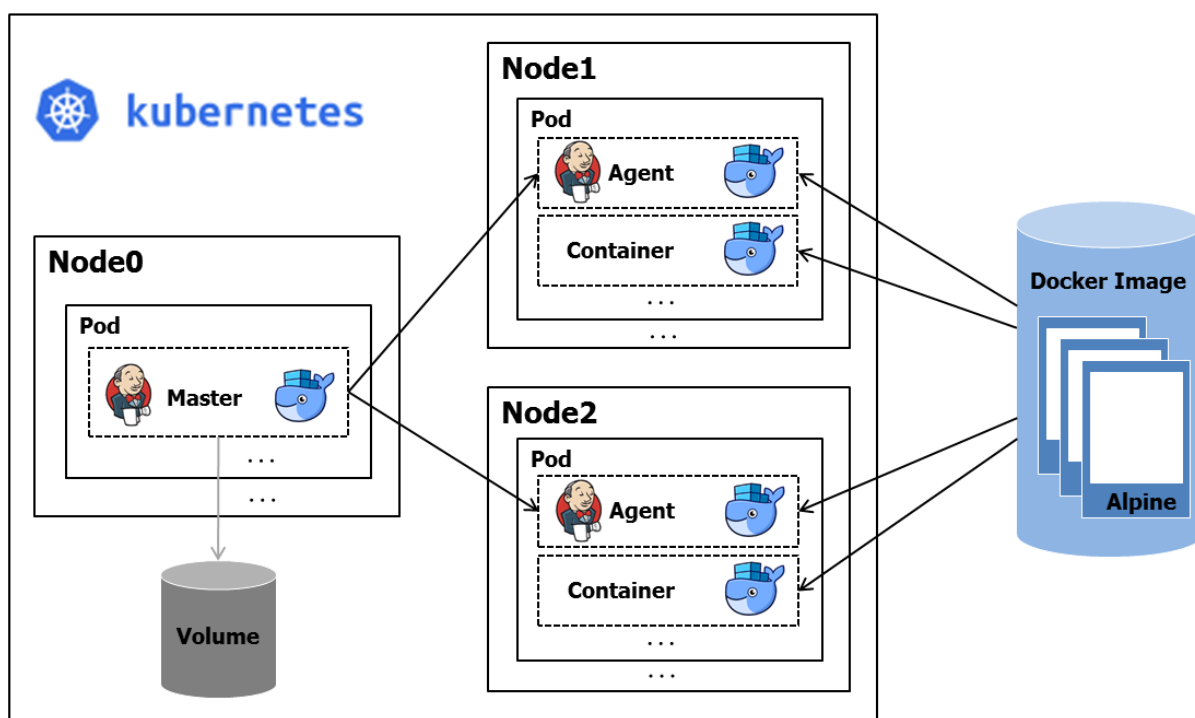 kubernetes
Node0
Pod
Master
...
...
Volume
Node1
Pod
Agent
Container
...
...
Node2
Pod
Agent
Container
...
...
Docker Image
Alpine